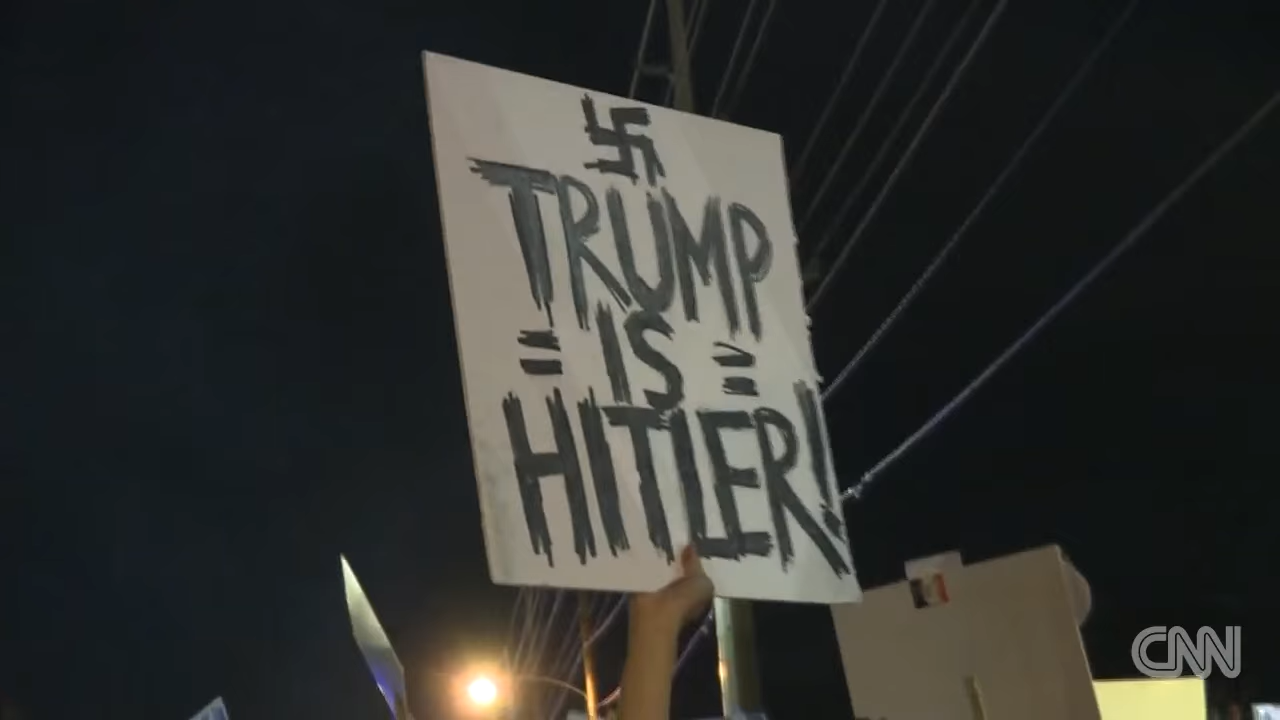 TRUMP
= IS =
HITLER!
CNN